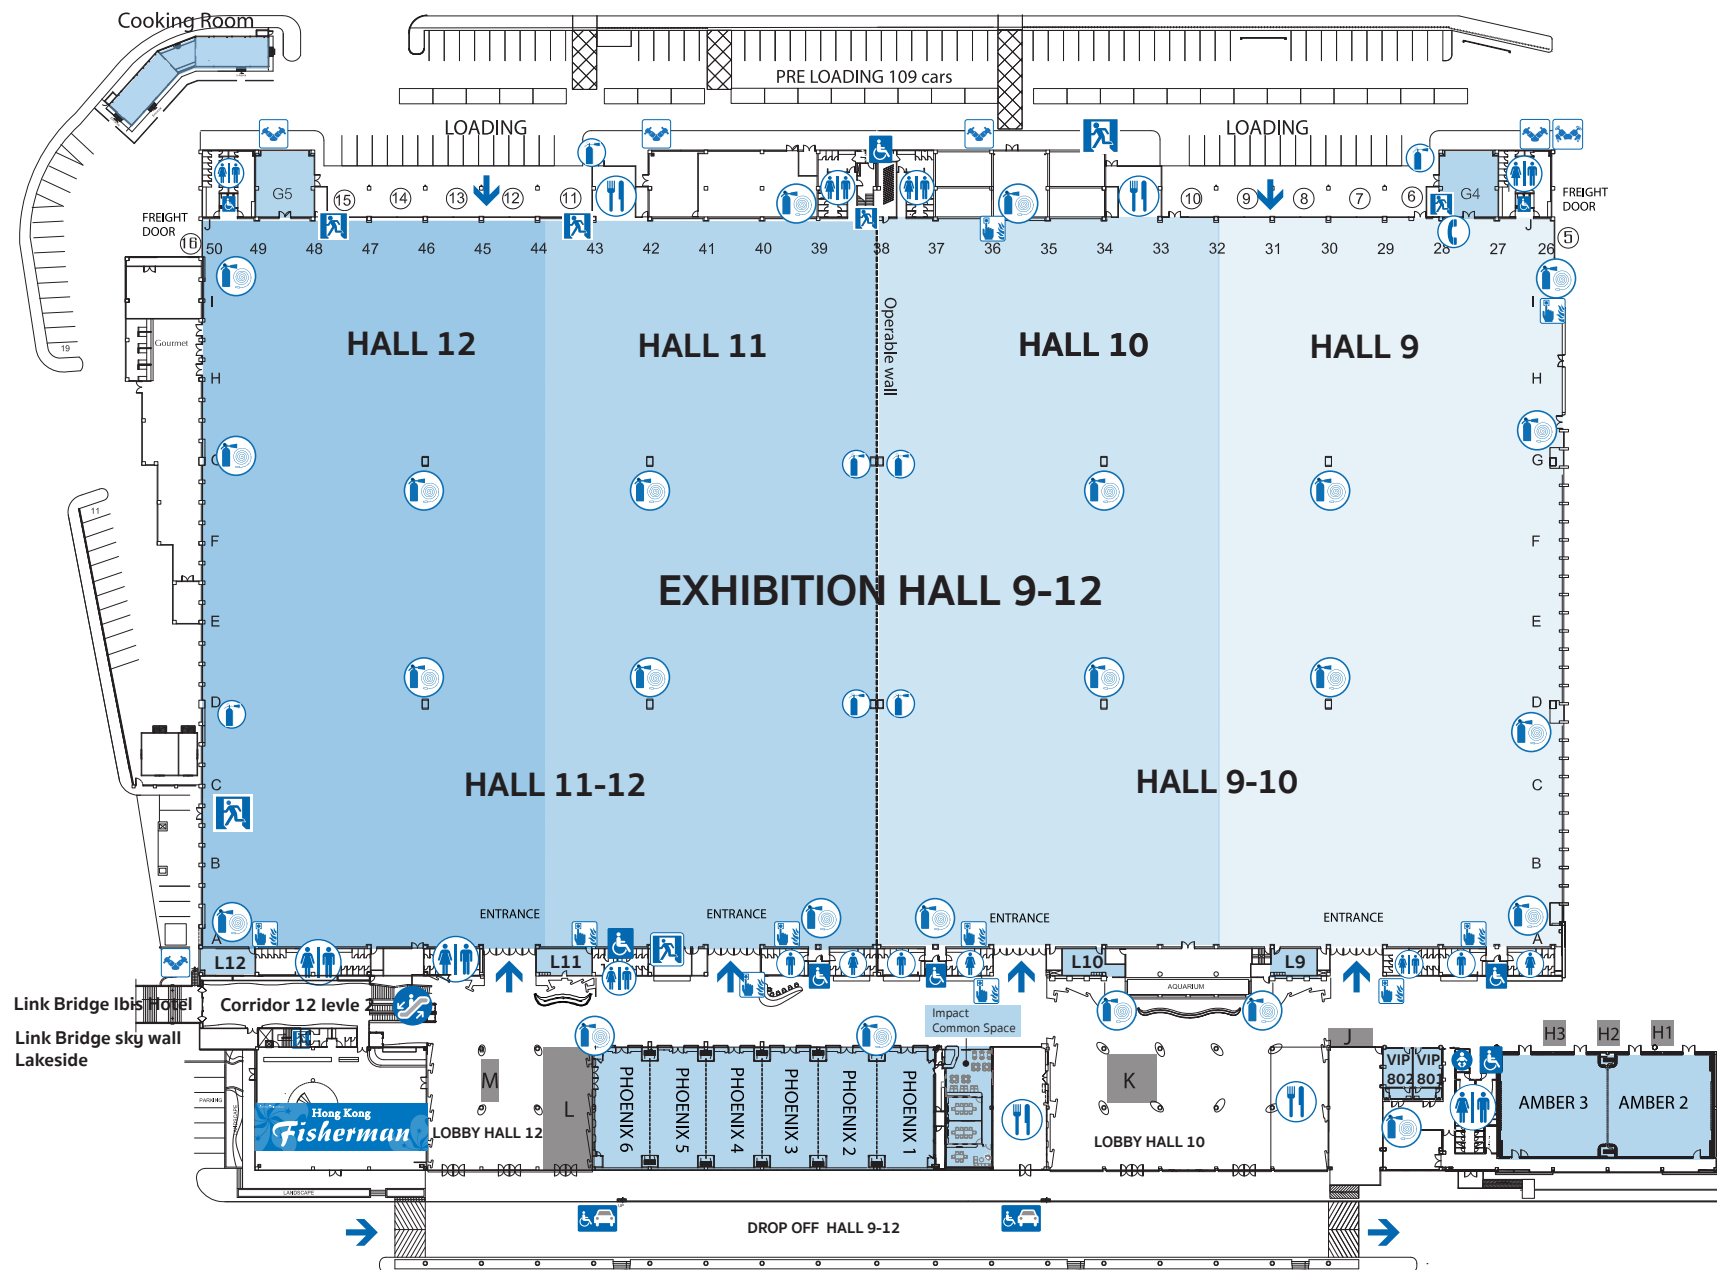 Cooking Room
PRE LOADING 109 cars
LOADING
LOADING
G5
15
14
13
12
11
10
9
8
7
6
G4
FREIGHT
DOOR
FREIGHT
DOOR
16
5
J
50
49
48
47
46
45
44
43
42
41
40
39
38
37
36
35
34
33
32
31
30
29
28
27
26
J
I
I
19
Gourmet
HALL 12
HALL 11
Operable wall
HALL 10
HALL 9
H
H
G
11
F
F
EXHIBITION HALL 9-12
E
E
D
D
HALL 11-12
HALL 9-10
C
C
B
B
ENTRANCE
ENTRANCE
ENTRANCE
ENTRANCE
A
A
L12
L11
L10
L9
AQUARIUM
Link Bridge Ibis Hotel
Corridor 12 levle 2
Link Bridge sky wall
Lakeside
Impact
Common Space
J
H3
H2
H1
M
L
K
PHOENIX 6
PHOENIX 5
PHOENIX 4
PHOENIX 3
PHOENIX 2
PHOENIX 1
VIP
802
VIP
801
AMBER 3
AMBER 2
PARKING
LANDSCAPE
Hong Kong
Fisherman
LOBBY HALL 12
LOBBY HALL 10
LANDSCAPE
DROP OFF HALL 9-12